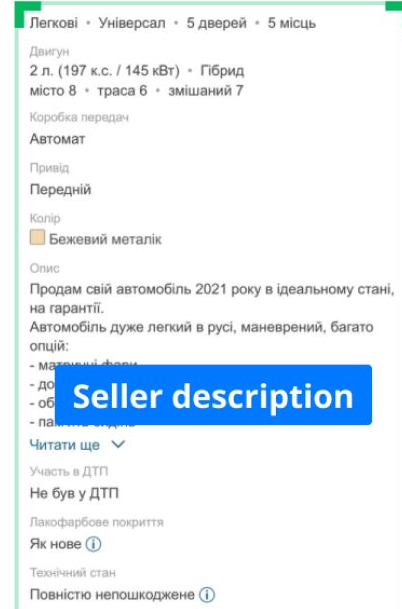 Легкові • Універсал • 5 дверей • 5 місць
Двигун
2 л. (197 к.с. / 145 кВт) • Гібрид
місто 8 • траса 6 • змішаний 7
Коробка передач
Автомат
Привід
Передній
Колір
Бежевий металік
Опис
Продам свій автомобіль 2021 року в ідеальному стані,
на гарантії.
Автомобіль дуже легкий в русі, маневрений, багато
опцій:
Seller description
Читати ще
Участь в ДТП
Не був у ДТП
Лакофарбове покриття
Як нове
Технічний стан
Повністю непошкоджене